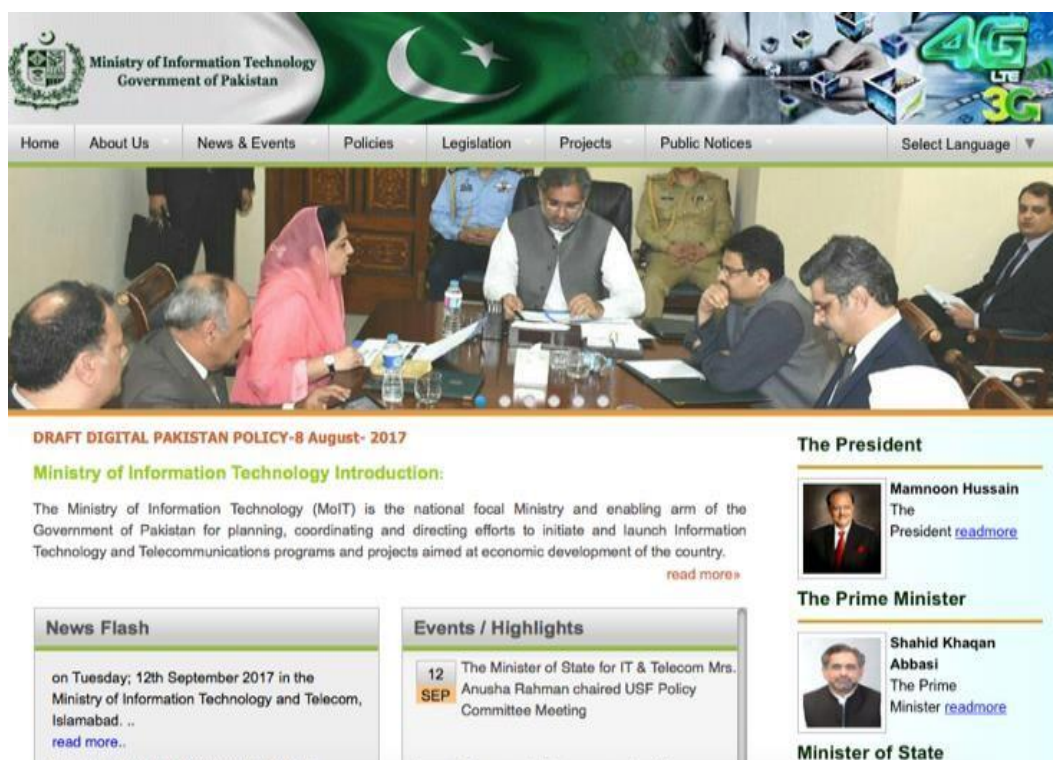 Ministry of Information Technology
Government of Pakistan
4G
LTE
3G
Home About Us News & Events Policies Legislation Projects Public Notices Select Language ▼
DRAFT DIGITAL PAKISTAN POLICY-8 August- 2017
Ministry of Information Technology Introduction:
The Ministry of Information Technology (MoIT) is the national focal Ministry and enabling arm of the
Government of Pakistan for planning, coordinating and directing efforts to initiate and launch Information
Technology and Telecommunications programs and projects aimed at economic development of the country.
read more»
News Flash
on Tuesday; 12th September 2017 in the
Ministry of Information Technology and Telecom,
Islamabad. ..
read more..
Events / Highlights
12
SEP
The Minister of State for IT & Telecom Mrs.
Anusha Rahman chaired USF Policy
Committee Meeting
The President
Mamnoon Hussain
The
President readmore
The Prime Minister
Shahid Khaqan
Abbasi
The Prime
Minister readmore
Minister of State